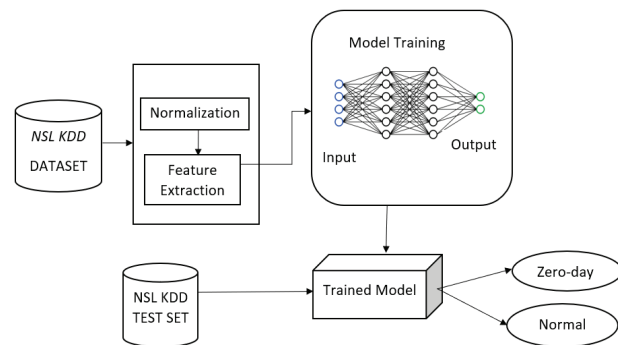 Model Training
Normalization
NSL KDD
DATASET
Feature
Extraction
Input
Output
NSL KDD
TEST SET
Trained Model
Zero-day
Normal